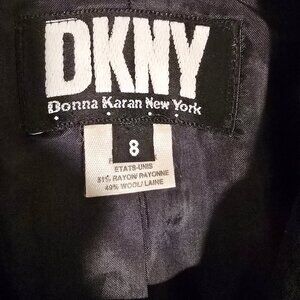 DKNY
Donna Karan New York
8
ETATS-UNIS
51% RAYON/RAYONNE
49% WOOL/LAINE